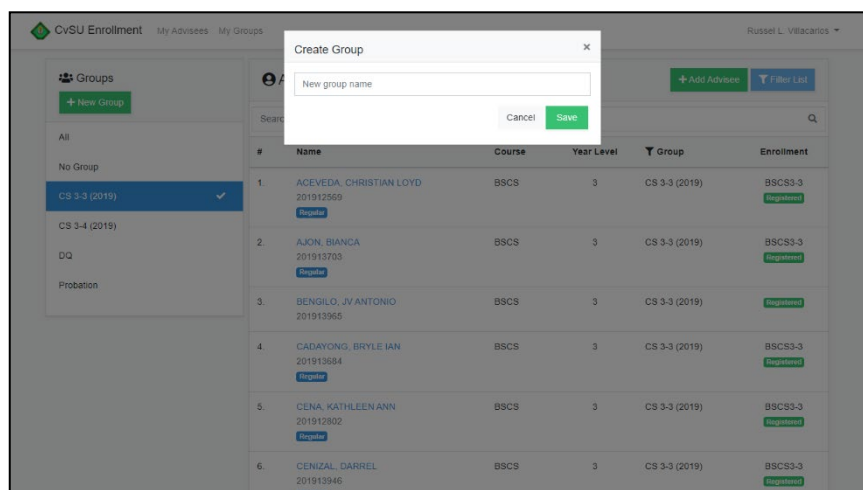 CvSU Enrollment My Advisees My Groups Russel L. Villacarlos
Create Group ×
New group name
Cancel Save
Groups
+ New Group
All
No Group
CS 3-3 (2019)
CS 3-4 (2019)
DQ
Probation
+ Add Advisee Filter List
Searc
# Name Course Year Level Group Enrollment
1. ACEVEDA, CHRISTIAN LOYD BSCS 3 CS 3-3 (2019) BSCS3-3
201912569 Registered
Regular
2. AJON, BIANCA BSCS 3 CS 3-3 (2019) BSCS3-3
201913703 Registered
Regular
3. BENGILO, JV ANTONIO BSCS 3 CS 3-3 (2019) Registered
201913965
4. CADAYONG, BRYLE IAN BSCS 3 CS 3-3 (2019) BSCS3-3
201913684 Registered
Regular
5. CENA, KATHLEEN ANN BSCS 3 CS 3-3 (2019) BSCS3-3
201912802 Registered
Regular
6. CENIZAL, DARREL BSCS 3 CS 3-3 (2019) BSCS3-3
201913946 Registered